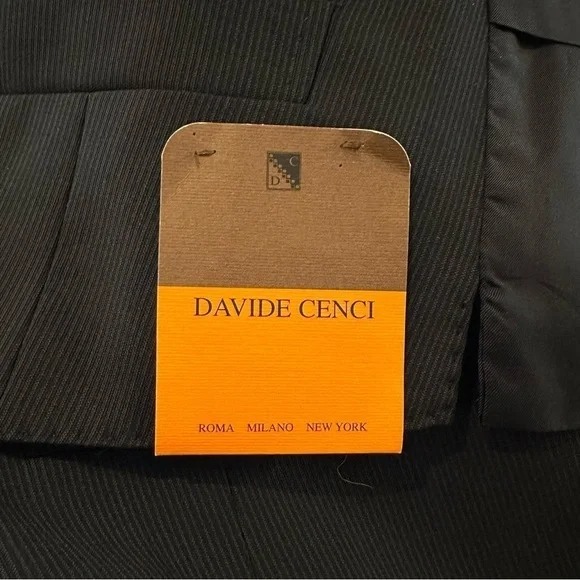 C
D
DAVIDE CENCI
ROMA MILANO NEW YORK